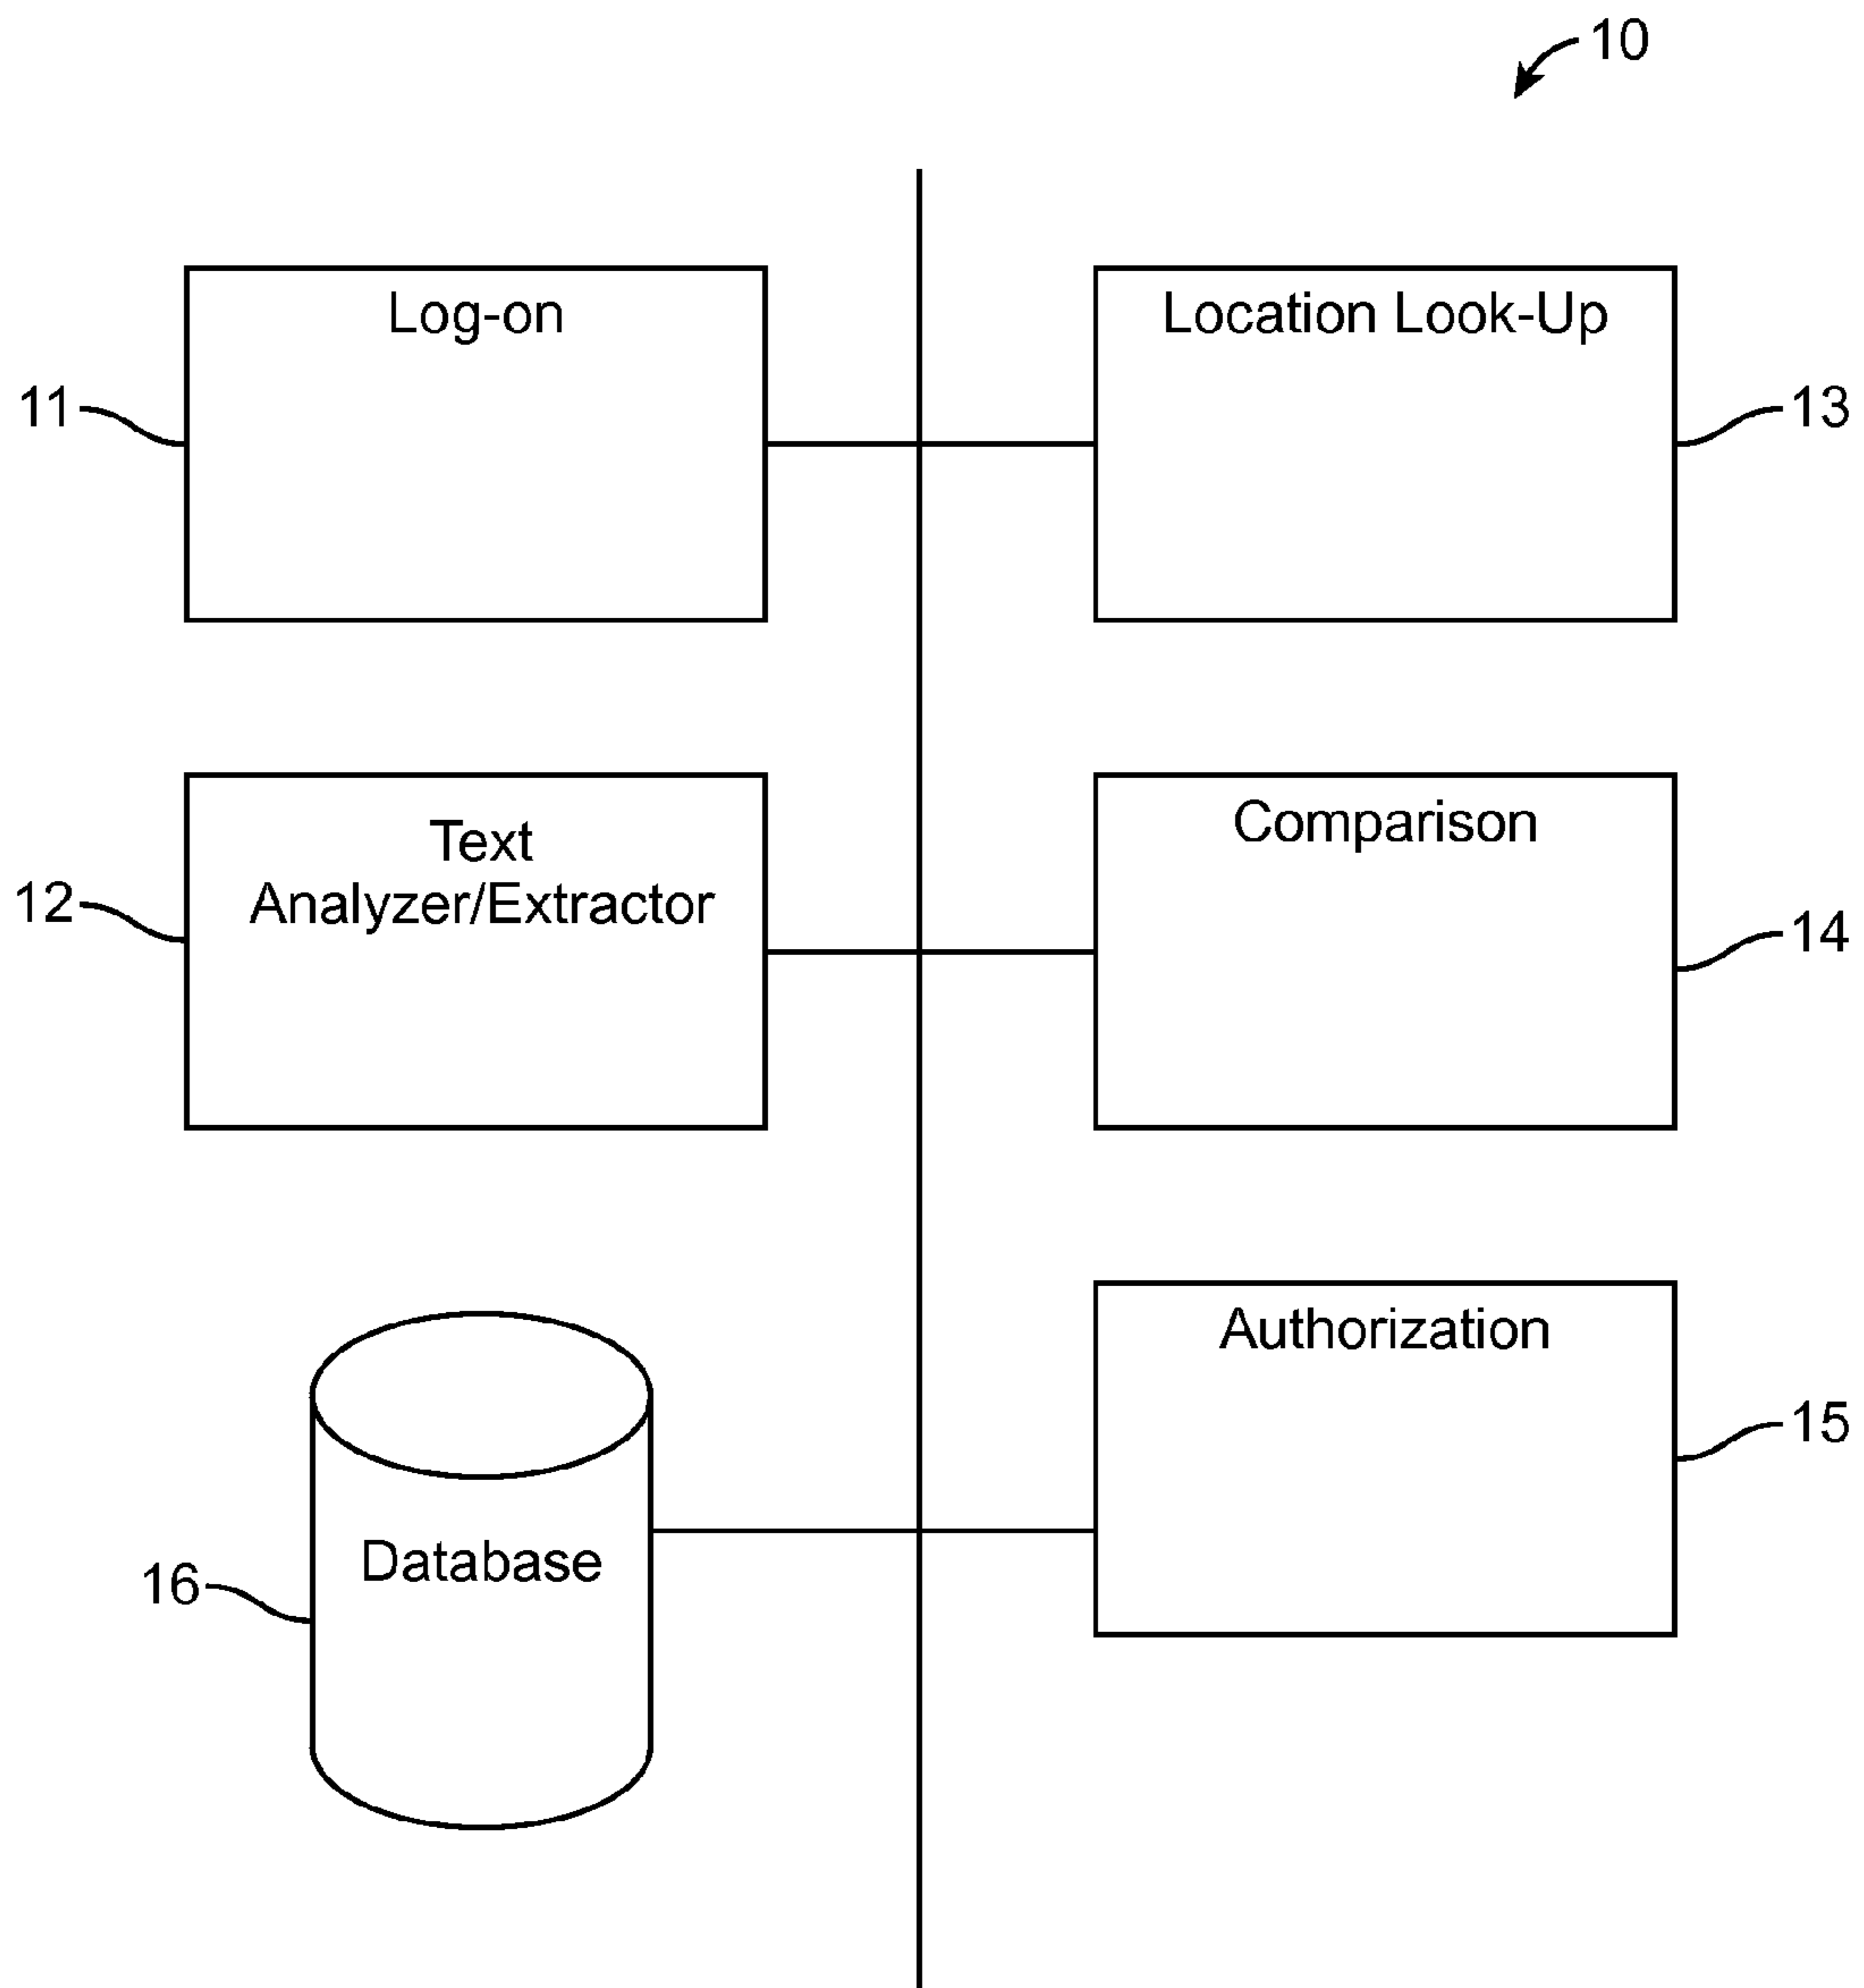 10
Log-on
Location Look-Up
11
13
Text
Analyzer/Extractor
Comparison
12
14
Authorization
15
Database
16